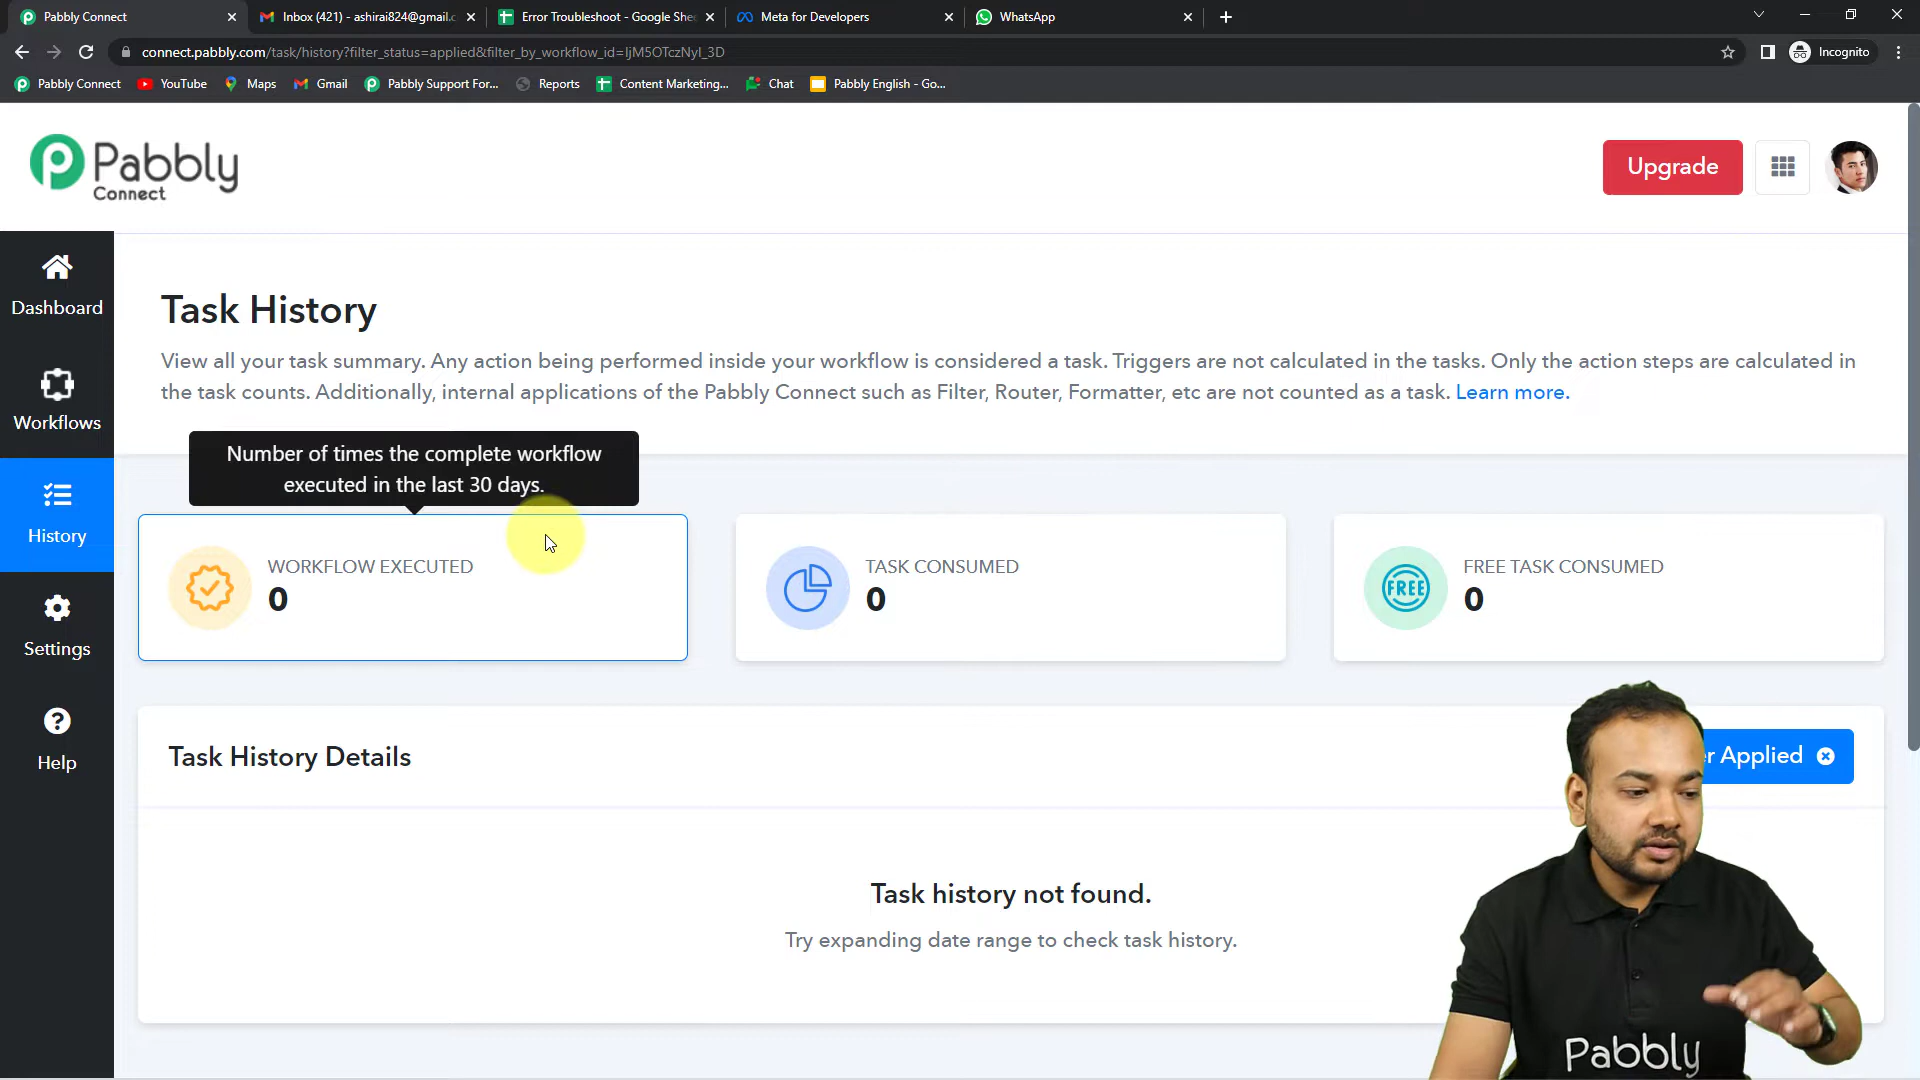 Pabbly Connect
Inbox (421) - ashirai824@gmail.c
Error Troubleshoot - Google She
Meta for Developers
WhatsApp
connect.pabbly.com/task/history?filter_status=applied&filter_by_workflow_id=IjM5OTczNyI_3D
Incognito
Pabbly Connect
YouTube
Maps
Gmail
Pabbly Support For...
Reports
Content Marketing...
Chat
Pabbly English - Go...
Pabbly
Connect
Upgrade
Dashboard
Workflows
History
Settings
Help
Task History
View all your task summary. Any action being performed inside your workflow is considered a task. Triggers are not calculated in the tasks. Only the action steps are calculated in
the task counts. Additionally, internal applications of the Pabbly Connect such as Filter, Router, Formatter, etc are not counted as a task. Learn more.
Number of times the complete workflow
executed in the last 30 days.
WORKFLOW EXECUTED
0
TASK CONSUMED
0
FREE
FREE TASK CONSUMED
0
Task History Details
er Applied
Task history not found.
Try expanding date range to check task history.
Pabbly